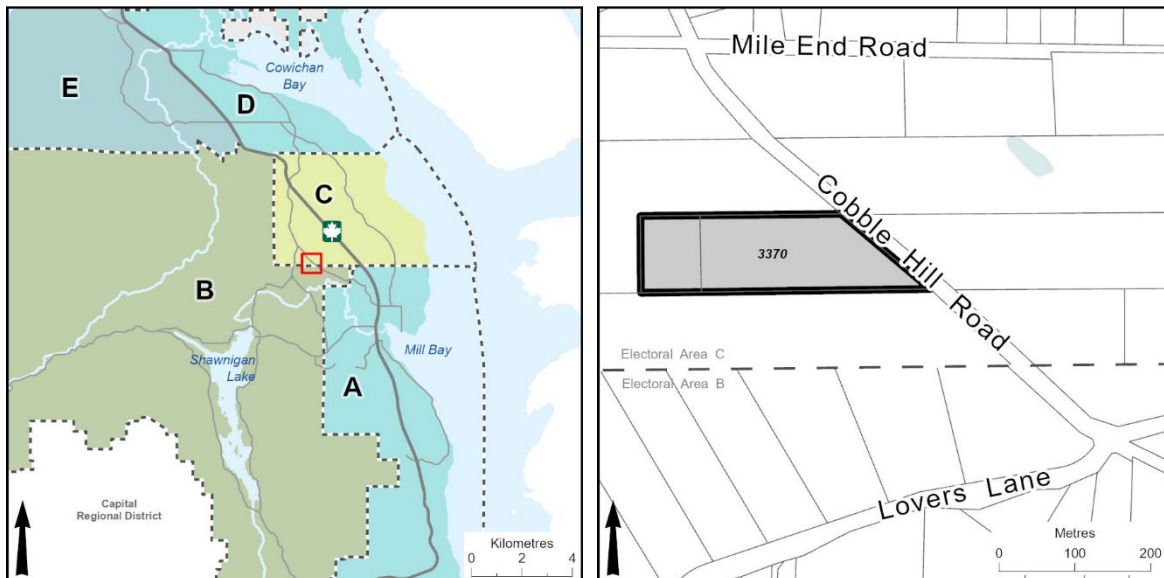 E
Cowichan
Bay
D
C
B
Shawnigan
Lake
Mill Bay
A
Capital
Regional District
Kilometres
0 2 4
Mile End Road
Cobble Hill Road
3370
Electoral Area C
Electoral Area B
Lovers Lane
Metres
0 100 200